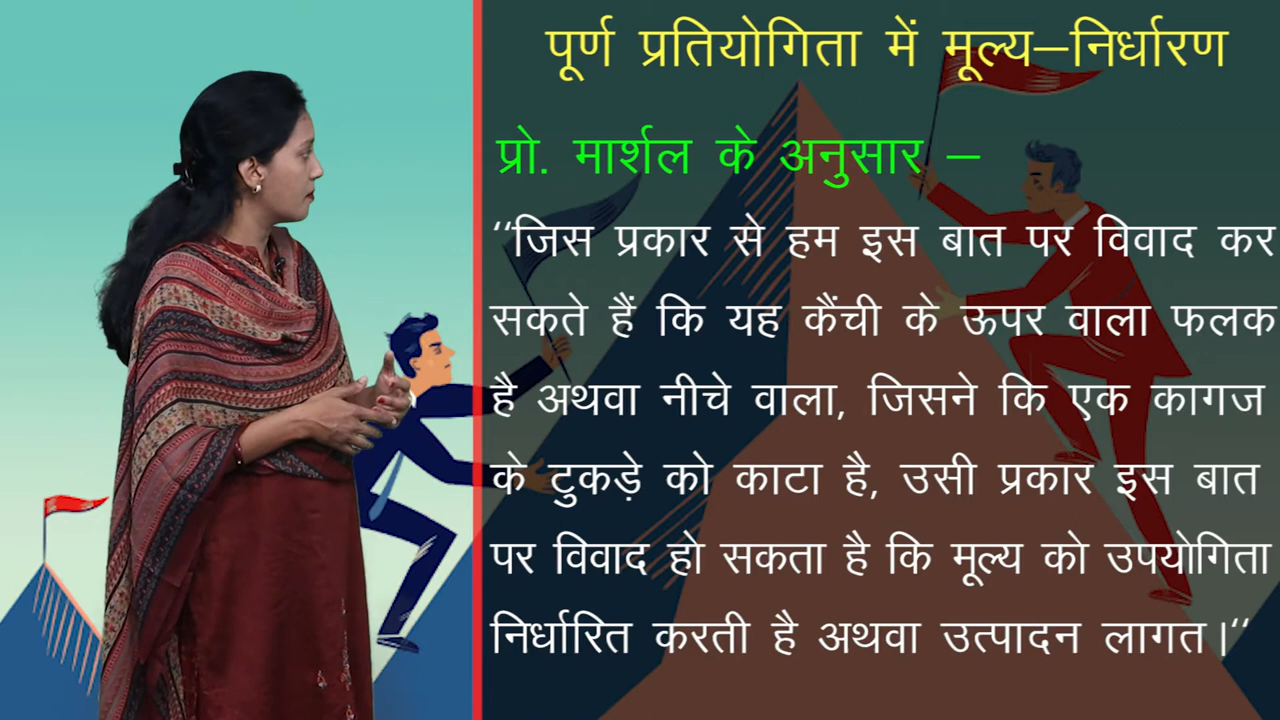 पूर्ण प्रतियोगिता में मूल्य–निर्धारण
प्रो. मार्शल के अनुसार –
‘‘जिस प्रकार से हम इस बात पर विवाद कर
सकते हैं कि यह कैंची के ऊपर वाला फलक
है अथवा नीचे वाला, जिसने कि एक कागज
के टुकड़े को काटा है, उसी प्रकार इस बात
पर विवाद हो सकता है कि मूल्य को उपयोगिता
निर्धारित करती है अथवा उत्पादन लागत।‘‘